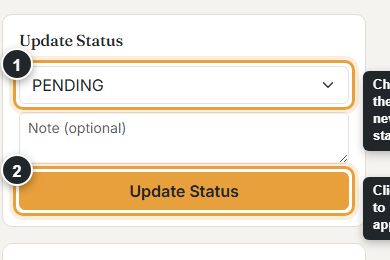 Update Status
1
PENDING
Note (optional)
2
Update Status